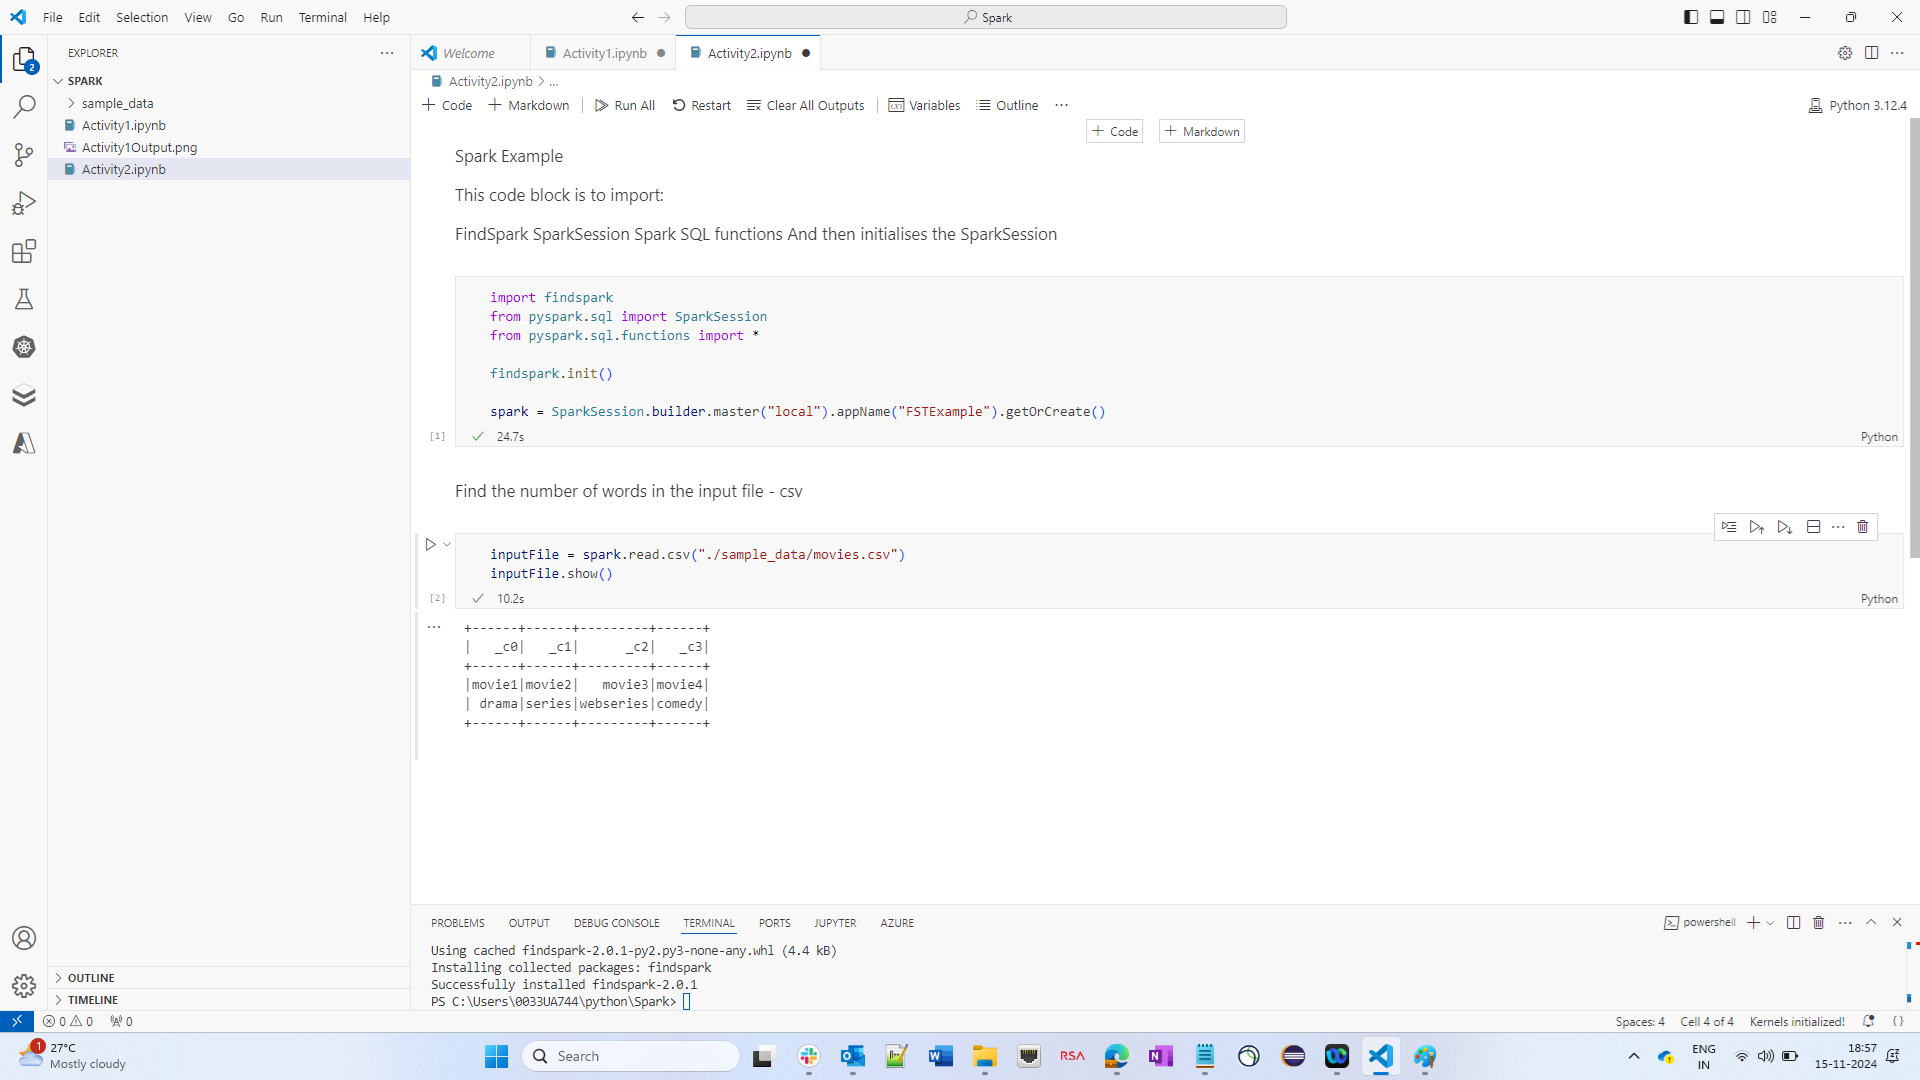 File Edit Selection View Go Run Terminal Help
Spark
EXPLORER
Welcome
Activity1.ipynb
Activity2.ipynb
2
SPARK
sample_data
Activity1.ipynb
Activity1Output.png
Activity2.ipynb
Activity2.ipynb > ...
Code Markdown Run All Restart Clear All Outputs Variables Outline ...
Python 3.12.4
Code Markdown
Spark Example
This code block is to import:
FindSpark SparkSession Spark SQL functions And then initialises the SparkSession
import findspark
from pyspark.sql import SparkSession
from pyspark.sql.functions import *
findspark.init()
spark = SparkSession.builder.master("local").appName("FSTExample").getOrCreate()
[1] 24.7s
Python
Find the number of words in the input file - csv
inputFile = spark.read.csv("./sample_data/movies.csv")
inputFile.show()
[2] 10.2s
Python
+------+------+---------+------+
|   _c0|   _c1|      _c2|   _c3|
+------+------+---------+------+
|movie1|movie2|   movie3|movie4|
| drama|series|webseries|comedy|
+------+------+---------+------+
PROBLEMS OUTPUT DEBUG CONSOLE TERMINAL PORTS JUPYTER AZURE
powershell
Using cached findspark-2.0.1-py2.py3-none-any.whl (4.4 kB)
Installing collected packages: findspark
Successfully installed findspark-2.0.1
PS C:\Users\0033UA744\python\Spark>
OUTLINE
TIMELINE
0 0 0
Spaces: 4 Cell 4 of 4 Kernels initialized!
1
27°C
Mostly cloudy
Search
RSA
ENG
IN
18:57
15-11-2024